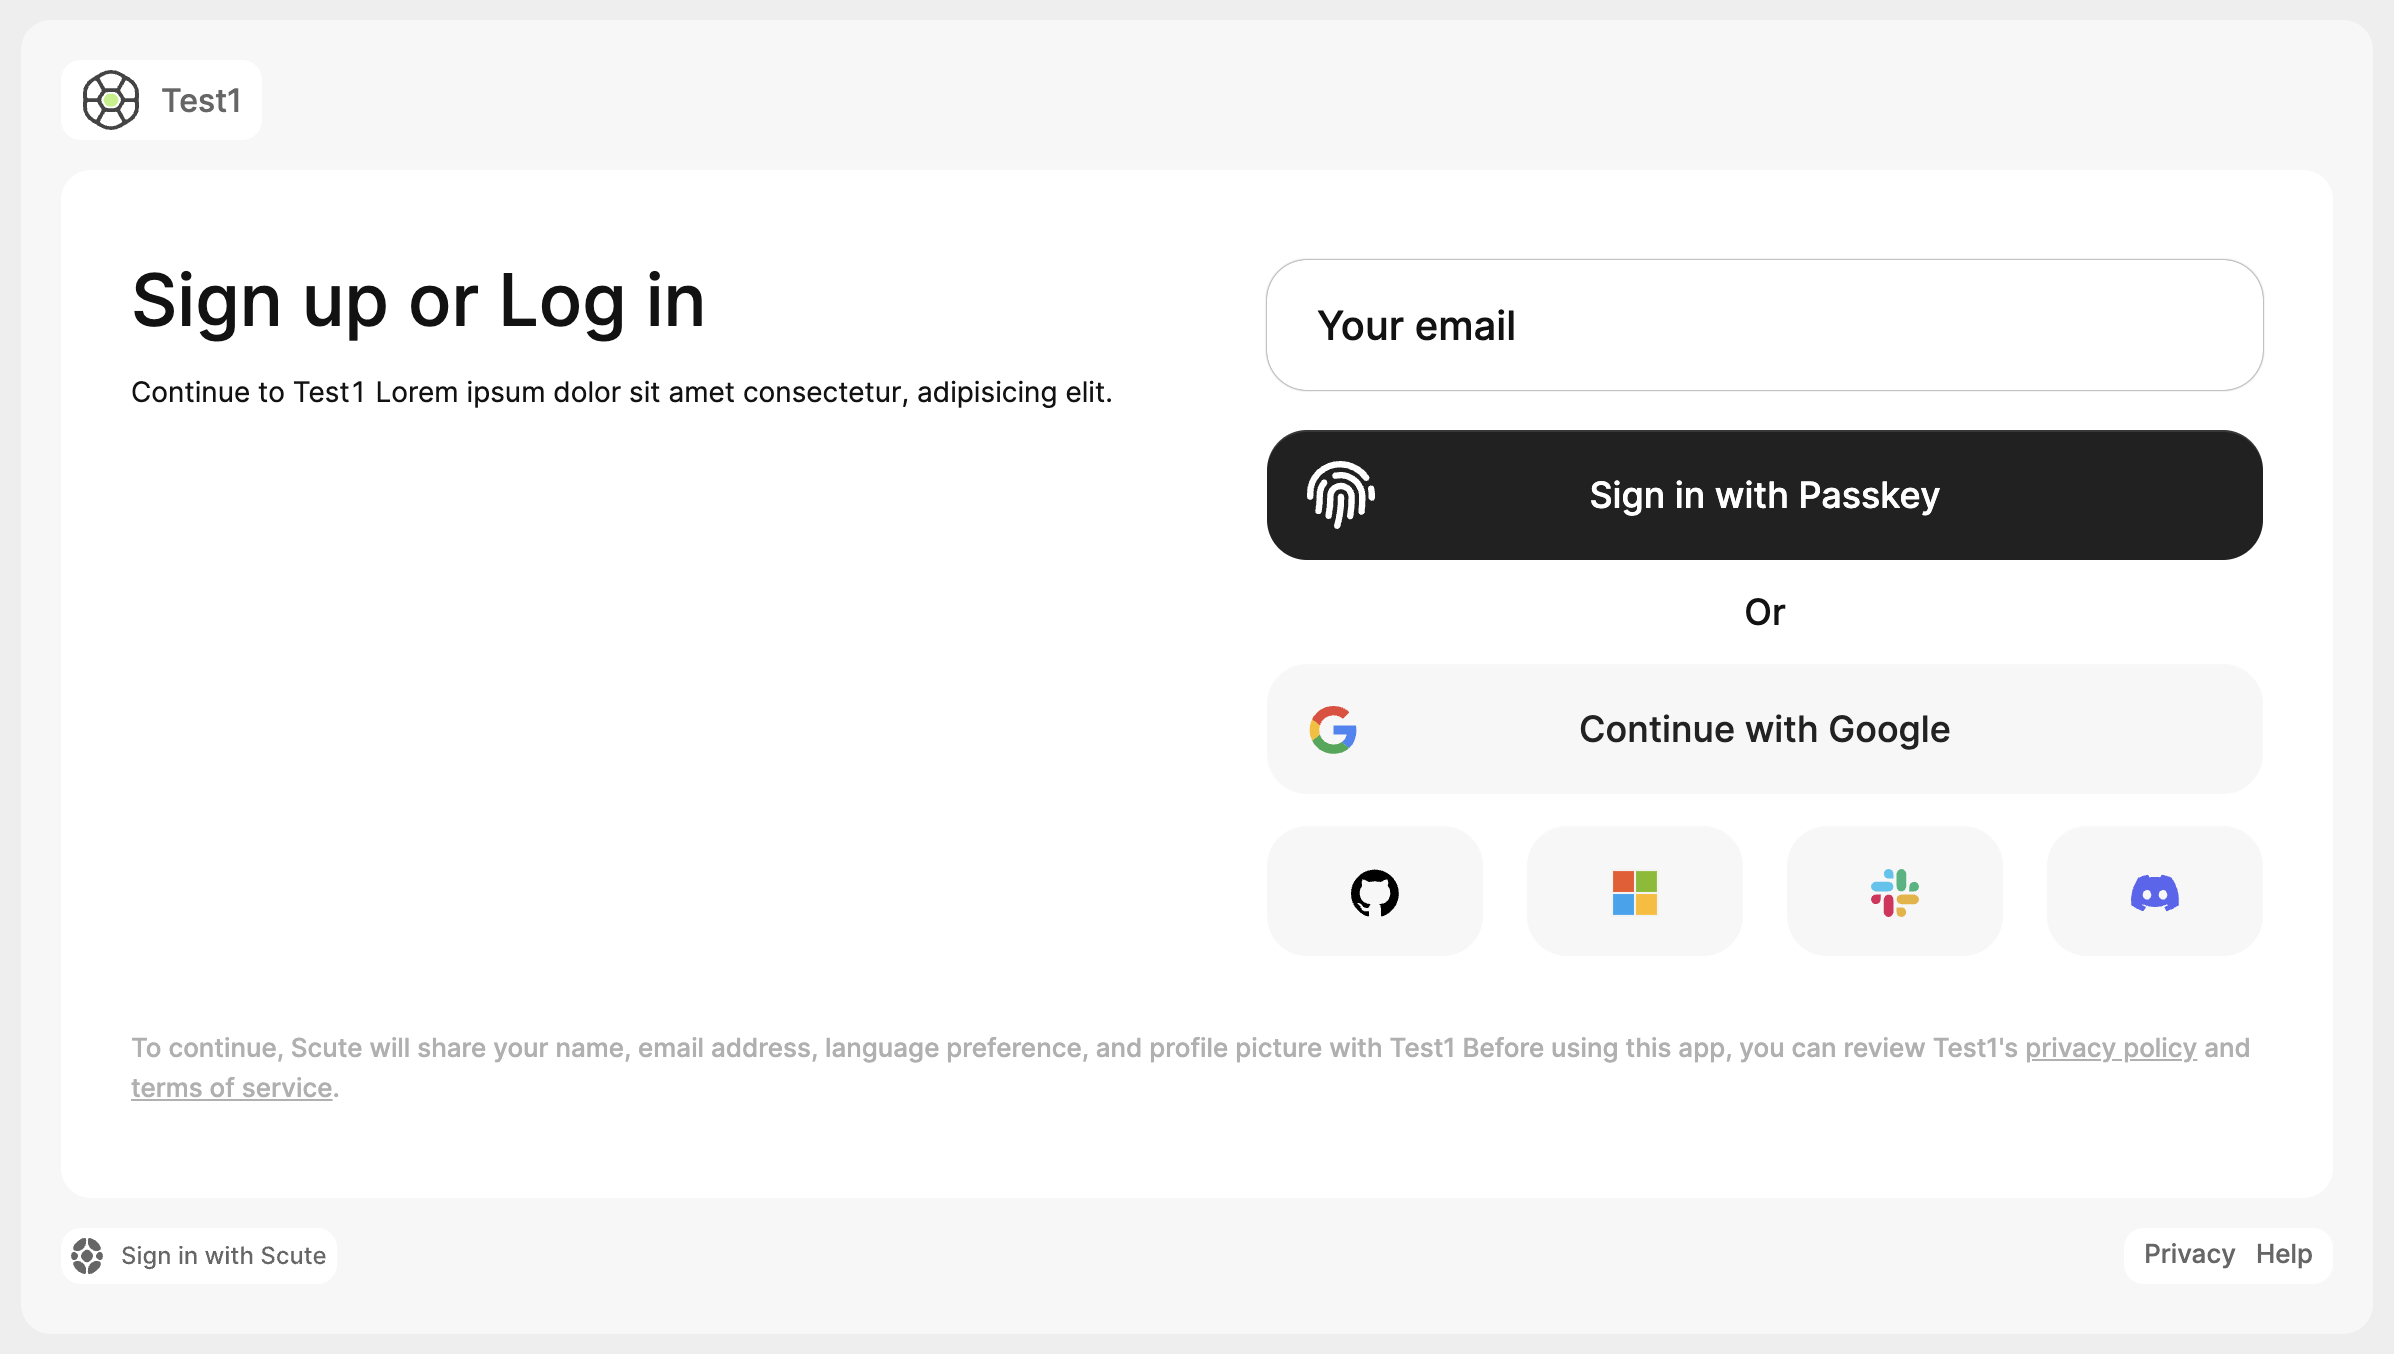 Test1
Sign up or Log in
Continue to Test1 Lorem ipsum dolor sit amet consectetur, adipisicing elit.
Your email
Sign in with Passkey
Or
Continue with Google
To continue, Scute will share your name, email address, language preference, and profile picture with Test1 Before using this app, you can review Test1's privacy policy and
terms of service.
Sign in with Scute
Privacy Help